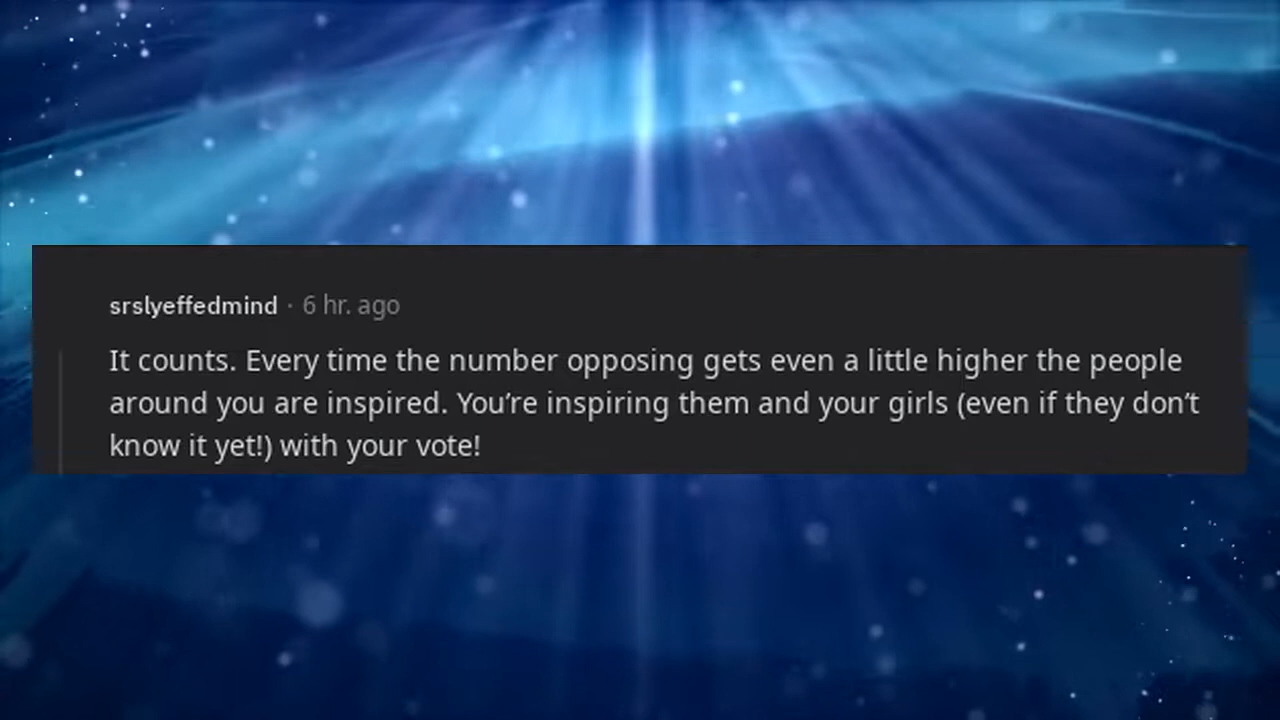 srslyeffedmind · 6 hr. ago
It counts. Every time the number opposing gets even a little higher the people
around you are inspired. You’re inspiring them and your girls (even if they don’t
know it yet!) with your vote!